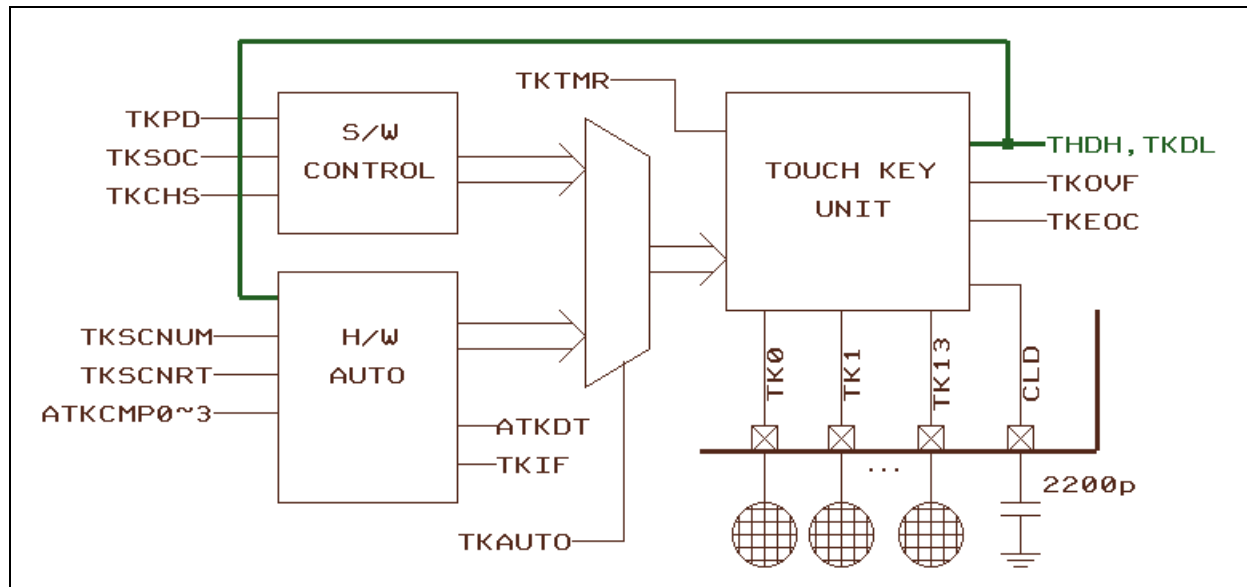 TKTMR
TKPD
TKSOC
TKCHS
S/W
CONTROL
TOUCH KEY
UNIT
THDH,TKDL
TKOVF
TKEOC
TKSCNUM
TKSCNRT
ATKCMP0~3
H/W
AUTO
ATKDT
TKIF
TKAUTO
TK0
TK1
TK13
CLD
...
2200p